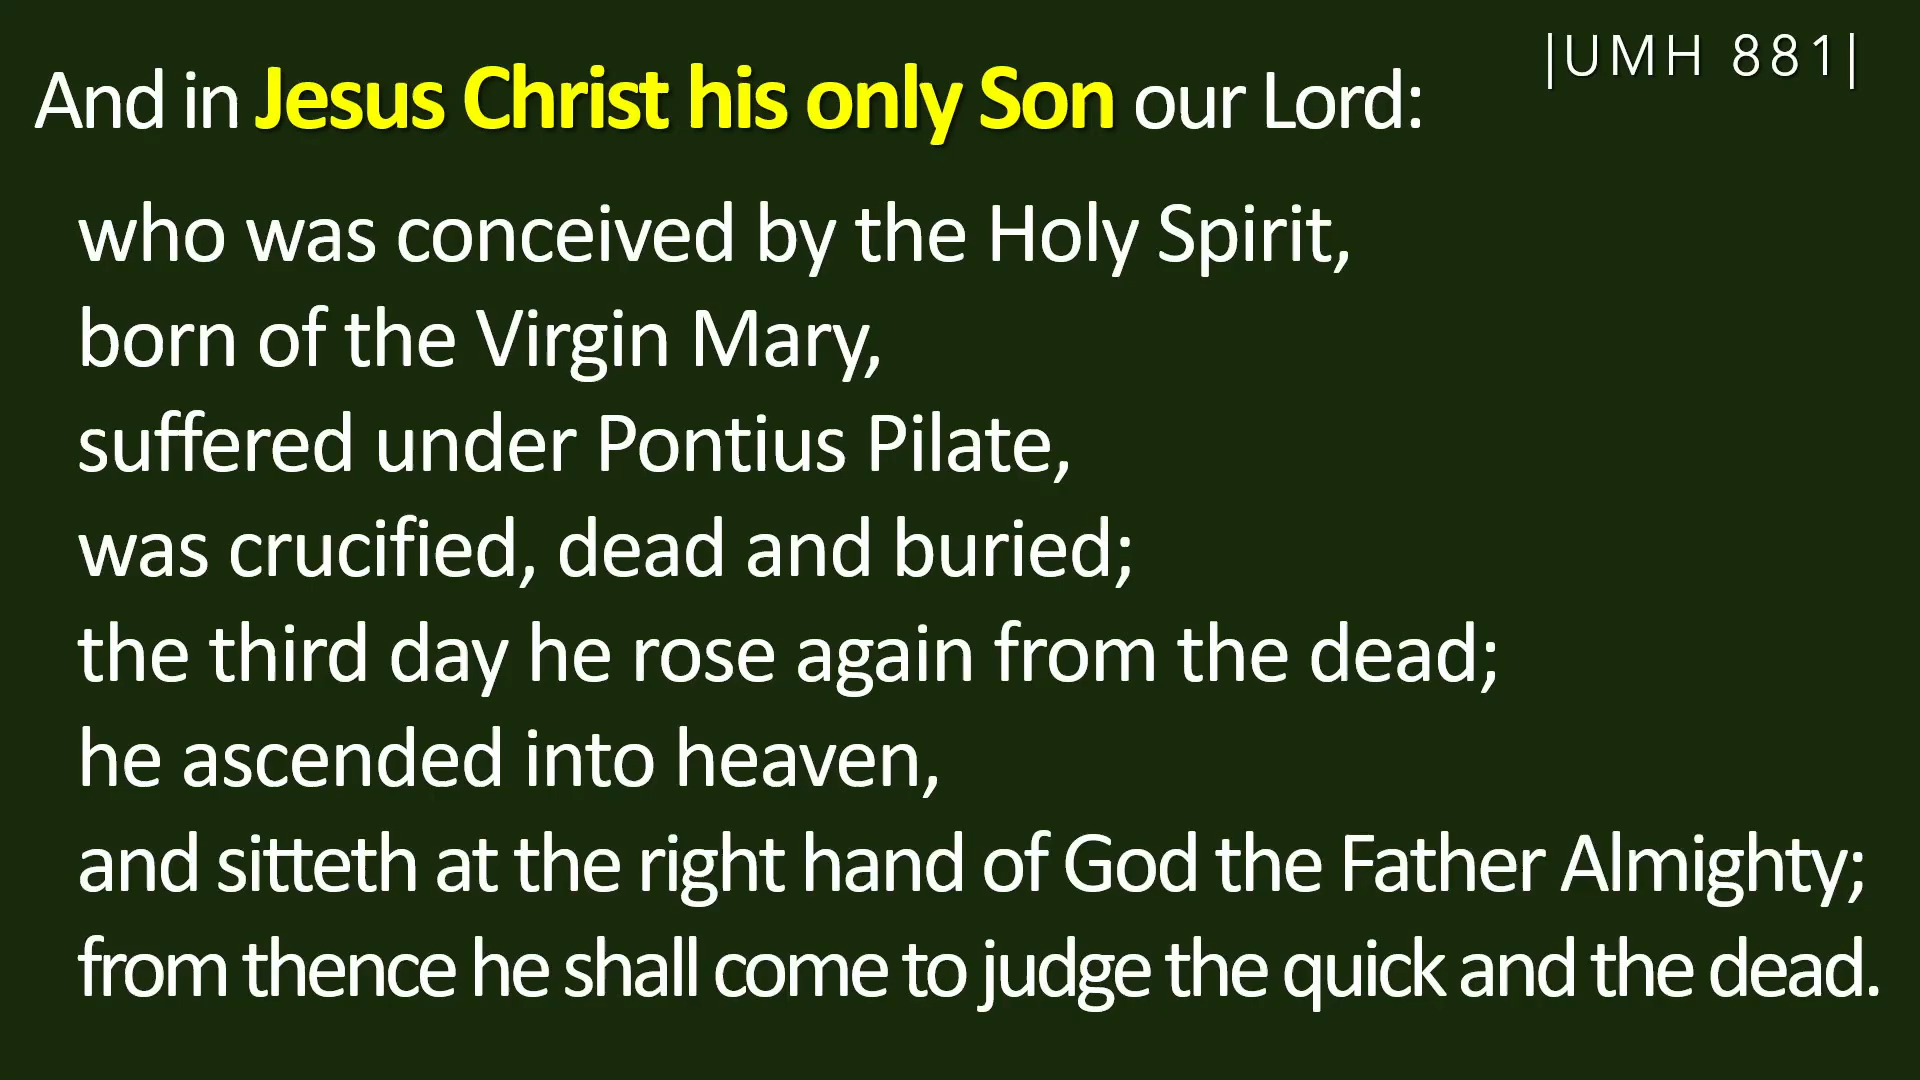 |UMH 881|
And in Jesus Christ his only Son our Lord:
who was conceived by the Holy Spirit,
born of the Virgin Mary,
suffered under Pontius Pilate,
was crucified, dead and buried;
the third day he rose again from the dead;
he ascended into heaven,
and sitteth at the right hand of God the Father Almighty;
from thence he shall come to judge the quick and the dead.